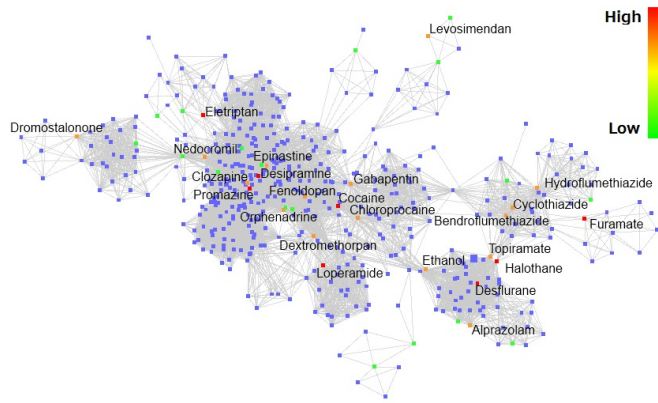 High
Levosimendan
Low
Eletriptan
Dromostalonone
Nedocromil
Epinastine
Clozapine
Desipramine
Gabapentin
Hydroflumethiazide
Promazine
Fenoldopan
Cocaine
Cyclothiazide
Orphenadrine
Chloroprocaine
Bendroflumethiazide
Furamate
Dextromethorpan
Topiramate
Ethanol
Halothane
Loperamide
Desflurane
Alprazolam